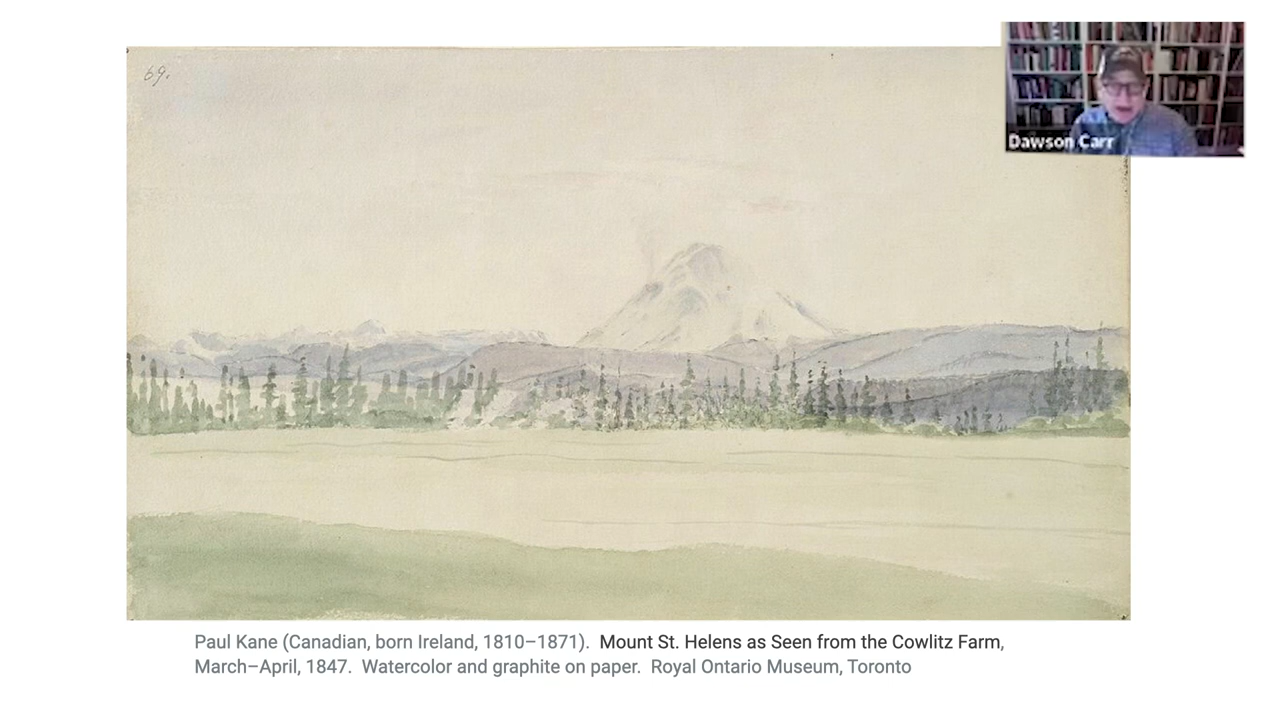 69.
Dawson Carr
Paul Kane (Canadian, born Ireland, 1810–1871).  Mount St. Helens as Seen from the Cowlitz Farm,
March–April, 1847.  Watercolor and graphite on paper.  Royal Ontario Museum, Toronto